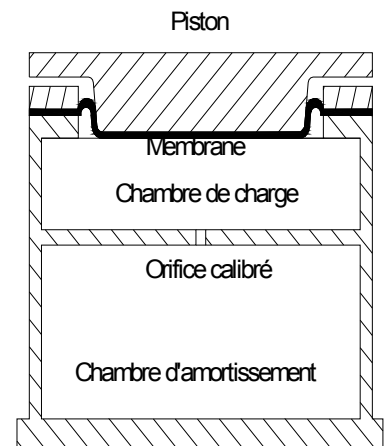 Piston
Membrane
Chambre de charge
Orifice calibré
Chambre d'amortissement